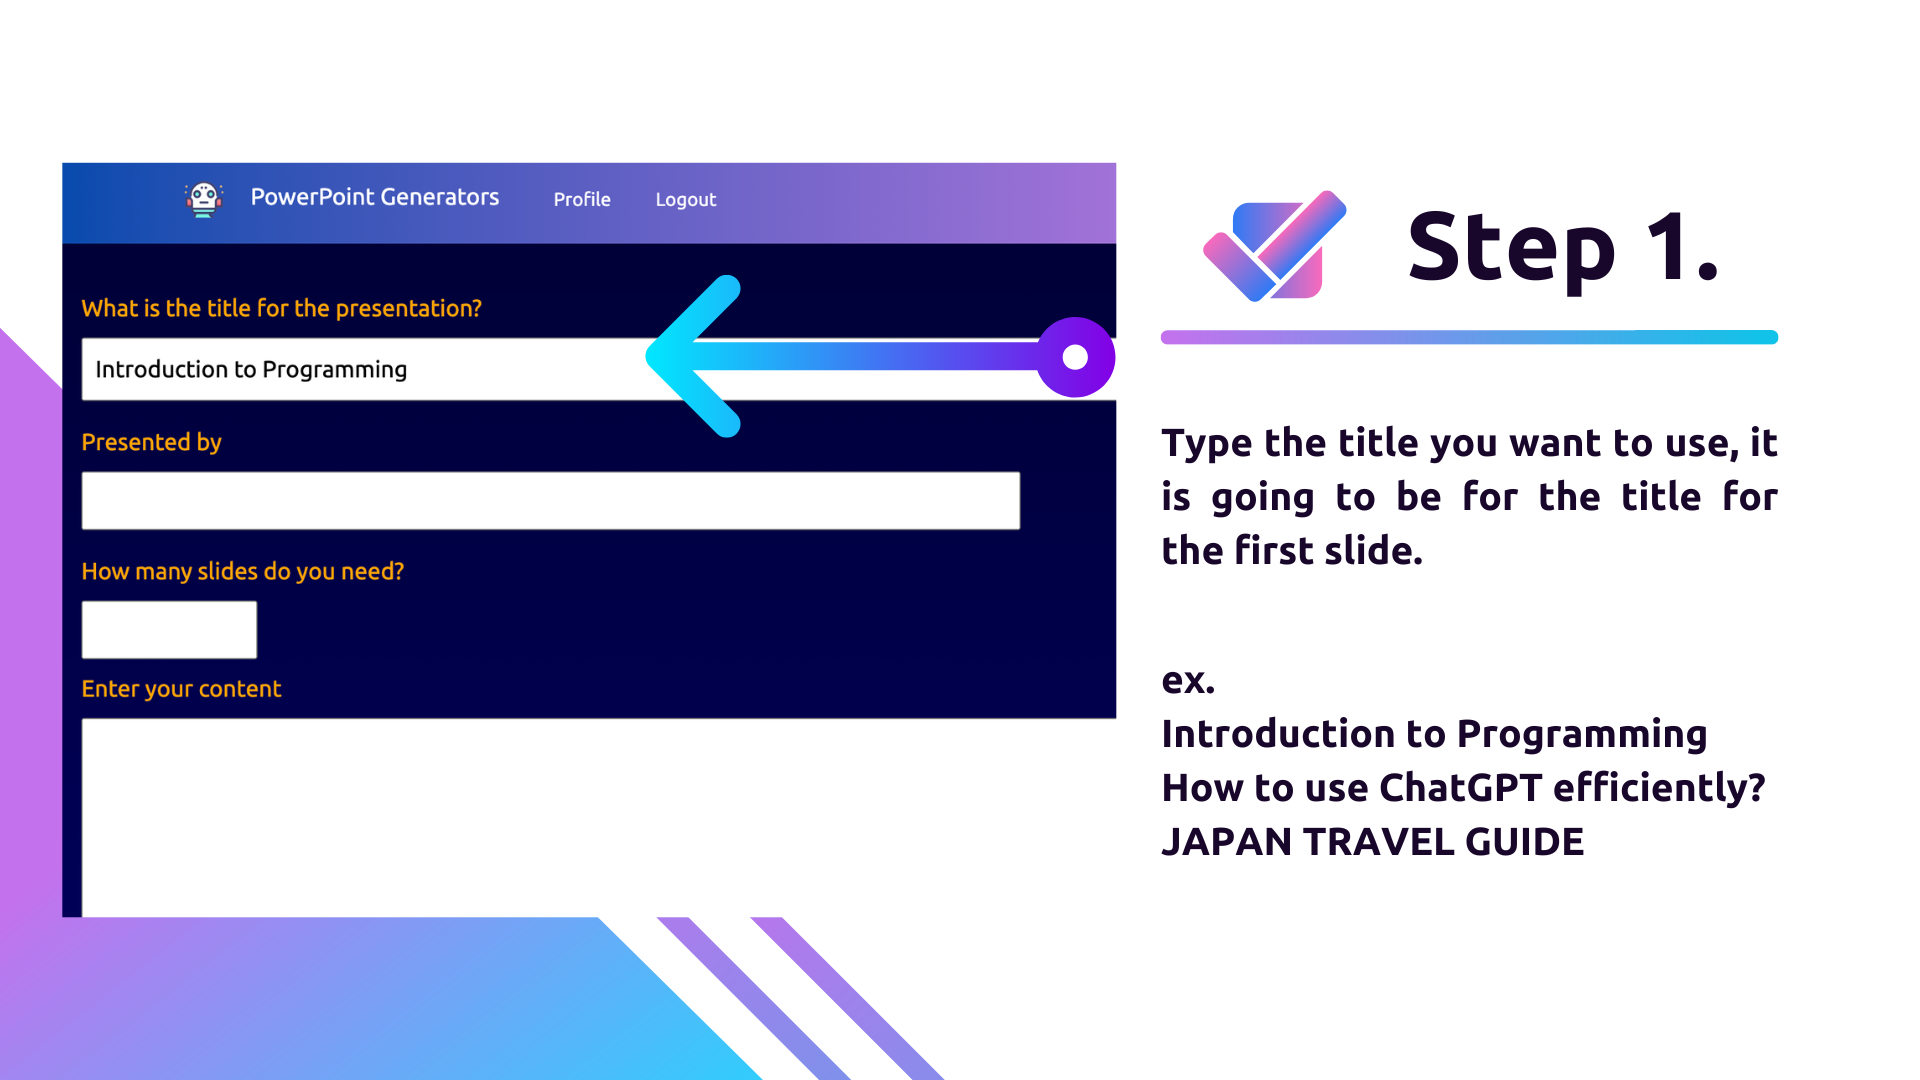 PowerPoint Generators
Profile
Logout
What is the title for the presentation?
Introduction to Programming
Presented by
How many slides do you need?
Enter your content
Step 1.
Type the title you want to use, it
is going to be for the title for
the first slide.
ex.
Introduction to Programming
How to use ChatGPT efficiently?
JAPAN TRAVEL GUIDE